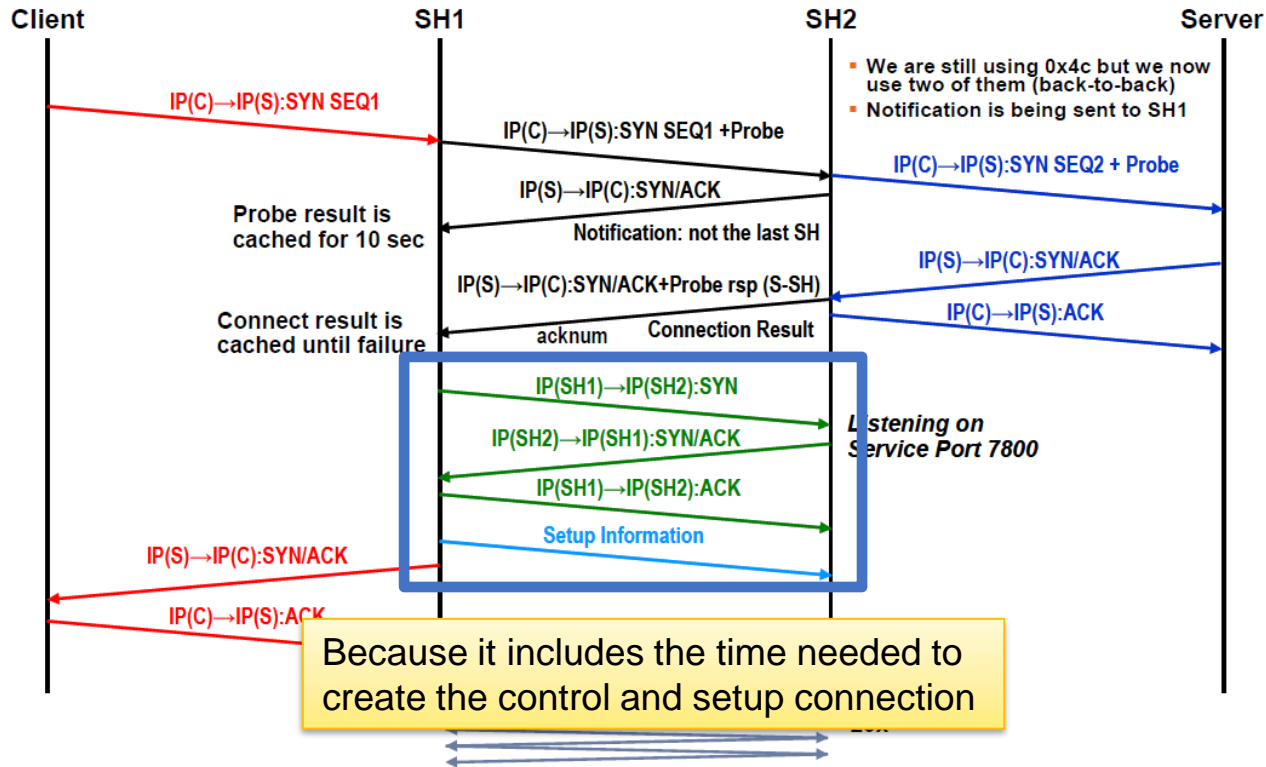 Client
SH1
SH2
Server
▪ We are still using 0x4c but we now
use two of them (back-to-back)
▪ Notification is being sent to SH1
IP(C)→IP(S):SYN SEQ1
IP(C)→IP(S):SYN SEQ1 +Probe
IP(C)→IP(S):SYN SEQ2 + Probe
IP(S)→IP(C):SYN/ACK
Probe result is
cached for 10 sec
Notification: not the last SH
IP(S)→IP(C):SYN/ACK
IP(S)→IP(C):SYN/ACK+Probe rsp (S-SH)
IP(C)→IP(S):ACK
Connect result is
cached until failure
acknum
Connection Result
IP(SH1)→IP(SH2):SYN
Listening on
Service Port 7800
IP(SH2)→IP(SH1):SYN/ACK
IP(SH1)→IP(SH2):ACK
Setup Information
IP(S)→IP(C):SYN/ACK
IP(C)→IP(S):ACK
Because it includes the time needed to
create the control and setup connection